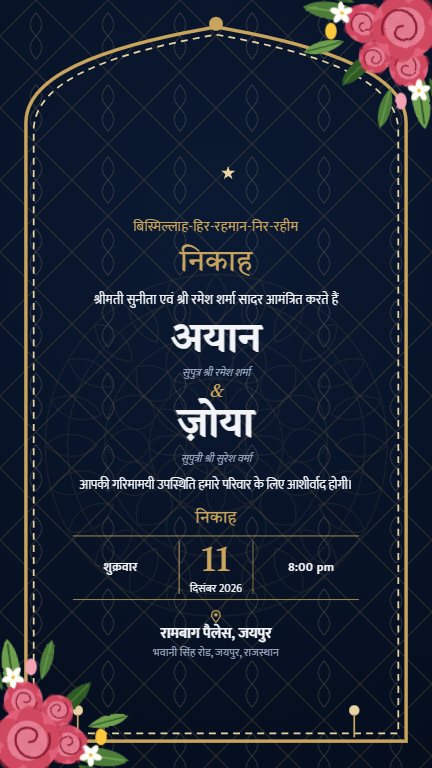 बिस्मिल्लाह-हिर-रहमान-निर-रहीम
निकाह
श्रीमती सुनीता एवं श्री रमेश शर्मा सादर आमंत्रित करते हैं
अयान
सुपुत्र श्री रमेश शर्मा
&
ज़ोया
सुपुत्री श्री सुरेश वर्मा
आपकी गरिमामयी उपस्थिति हमारे परिवार के लिए आशीर्वाद होगी।
निकाह
शुक्रवार 11 8:00 pm
दिसंबर 2026
रामबाग पैलेस, जयपुर
भवानी सिंह रोड, जयपुर, राजस्थान